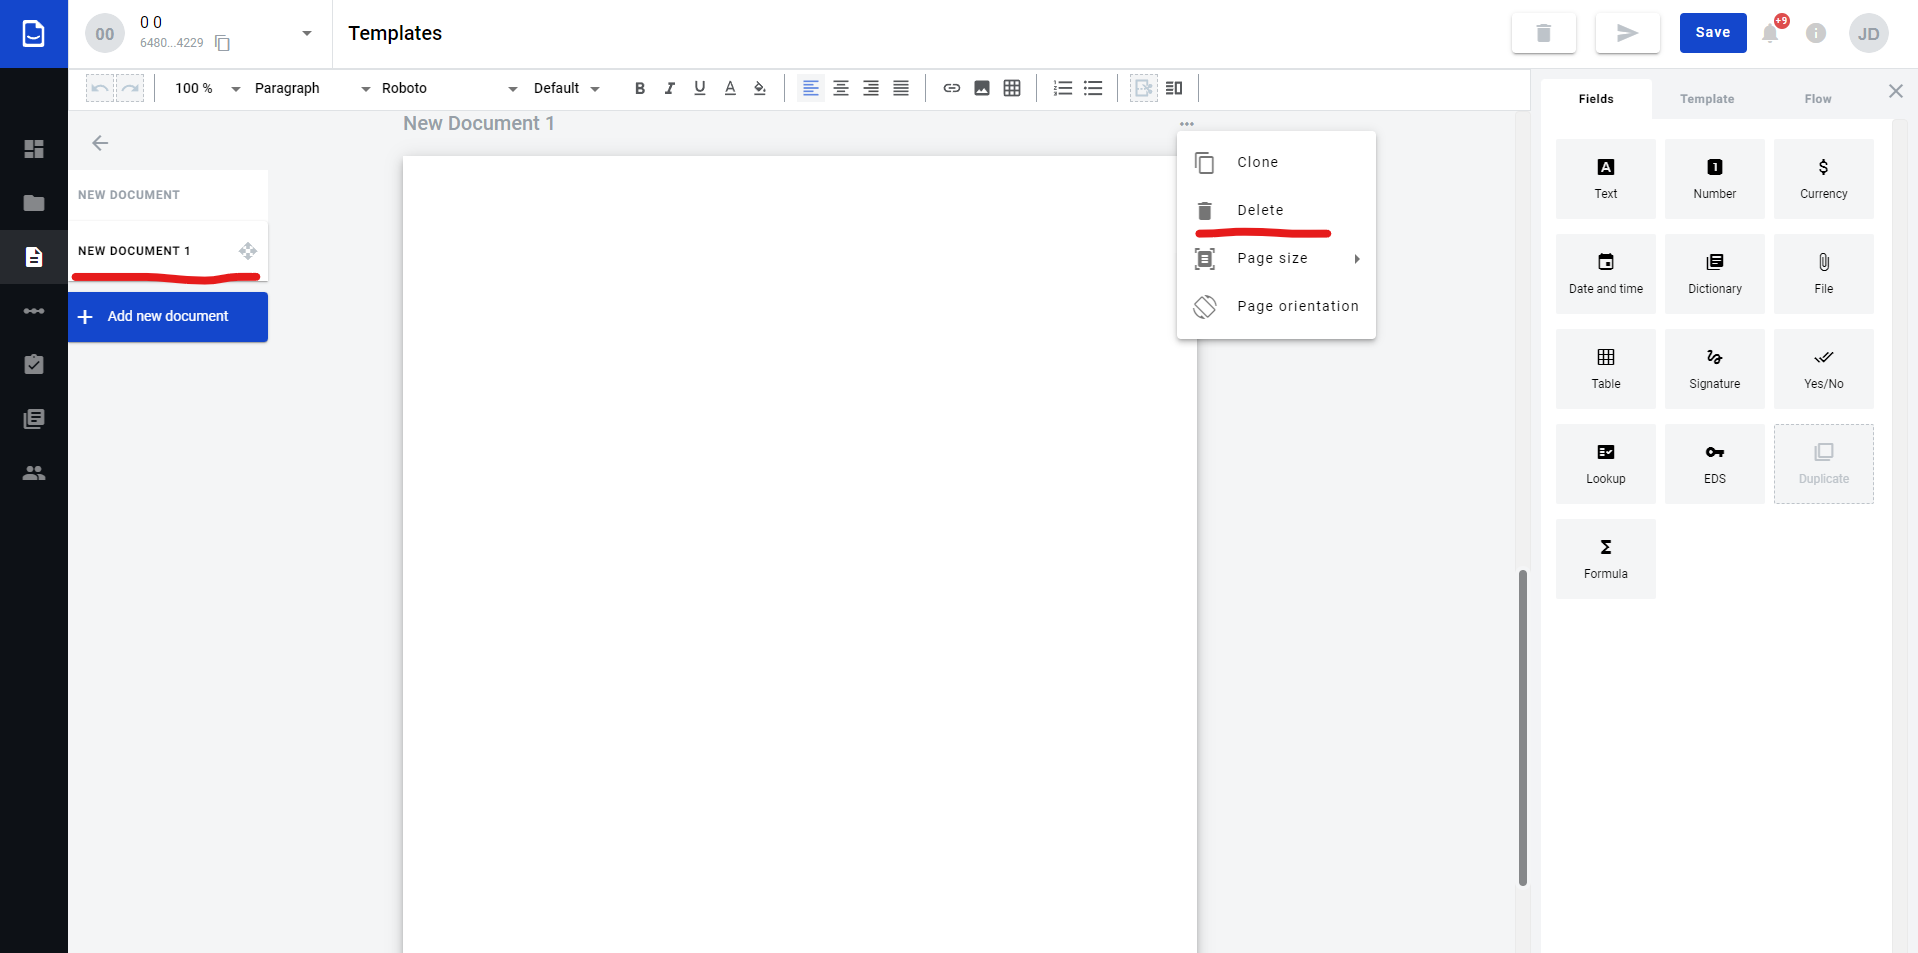 00
0 0
6480...4229
Templates
Save
+9
JD
100 %
Paragraph
Roboto
Default
B
I
U
A
New Document 1
NEW DOCUMENT
NEW DOCUMENT 1
Add new document
Clone
Delete
Page size
Page orientation
Fields
Template
Flow
Text
Number
Currency
Date and time
Dictionary
File
Table
Signature
Yes/No
Lookup
EDS
Duplicate
Formula